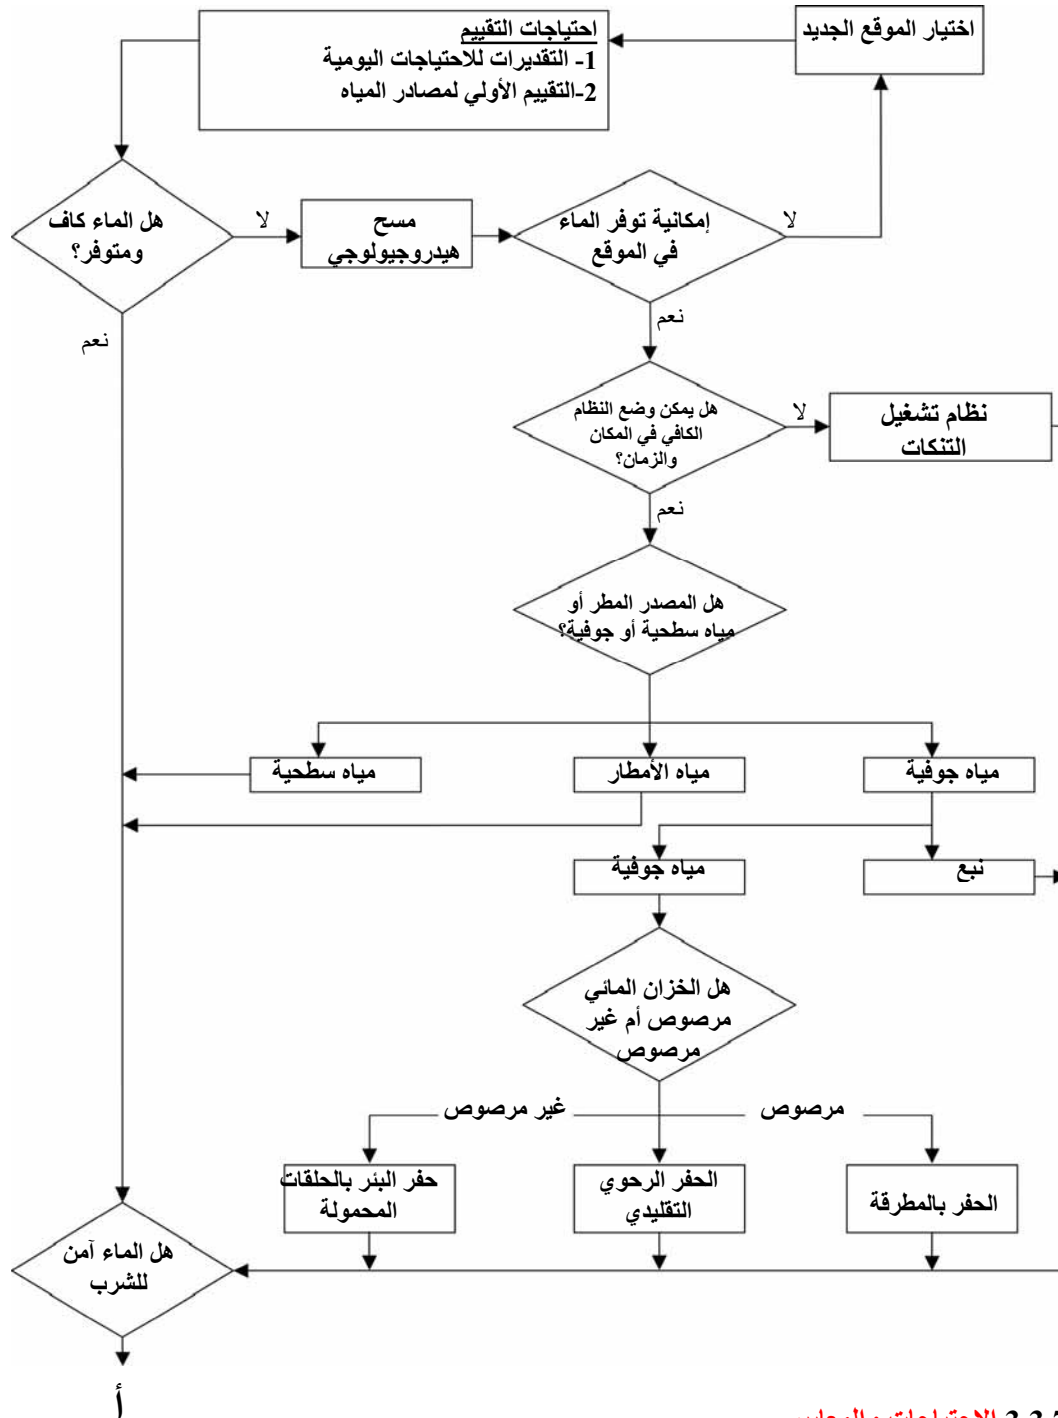 اختيار الموقع الجديد
احتياجات التقييم
1- التقديرات للاحتياجات اليومية
2-التقييم الأولي لمصادر المياه
هل الماء كاف
ومتوفر؟
لا
مسح
هيدروجيولوجي
إمكانية توفر الماء
في الموقع
لا
نعم
نعم
هل يمكن وضع النظام
الكافي في المكان
والزمان؟
لا
نظام تشغيل
التنكات
نعم
هل المصدر المطر أو
مياه سطحية أو جوفية؟
مياه جوفية
مياه الأمطار
مياه سطحية
نبع
مياه جوفية
هل الخزان المائي
مرصوص أم غير
مرصوص
مرصوص
غير مرصوص
الحفر بالمطرقة
الحفر الرحوي
التقليدي
حفر البئر بالحلقات
المحمولة
هل الماء آمن
للشرب
أ